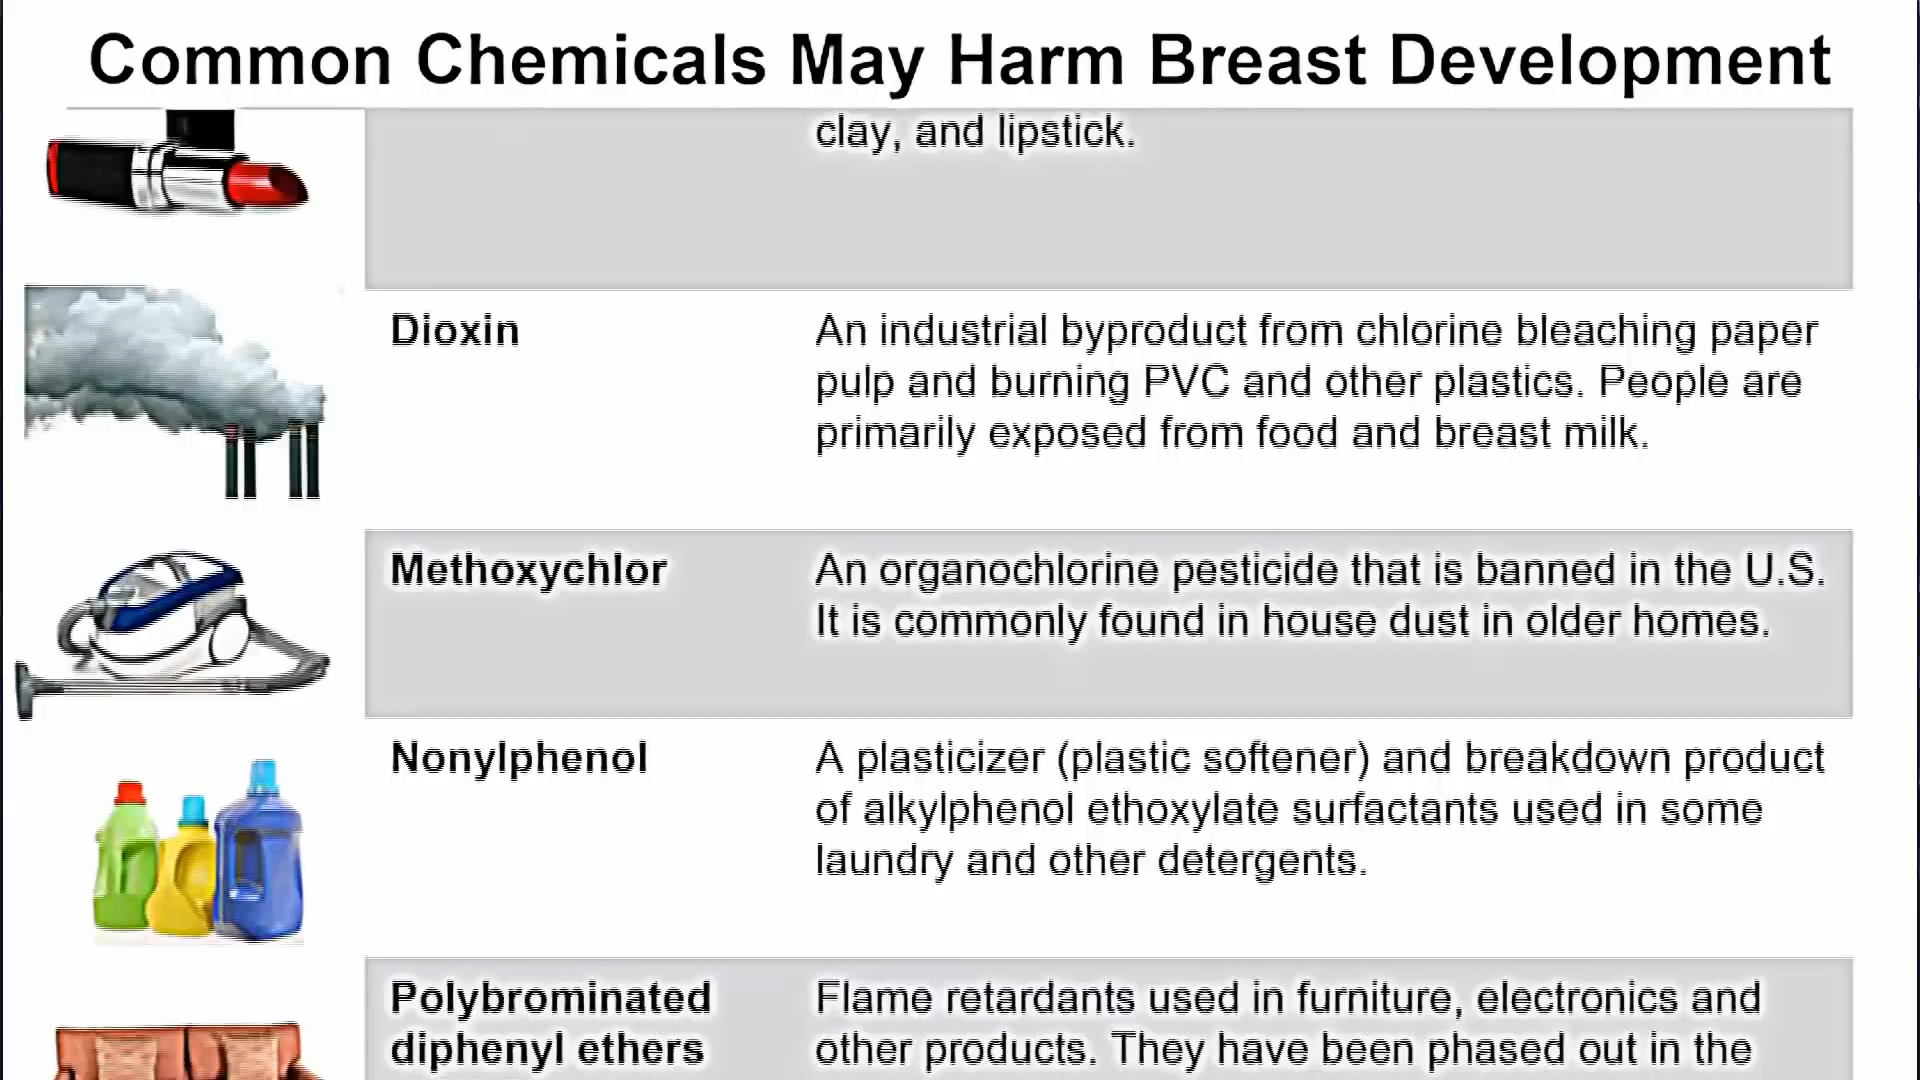 Common Chemicals May Harm Breast Development
clay, and lipstick.
Dioxin
An industrial byproduct from chlorine bleaching paper
pulp and burning PVC and other plastics. People are
primarily exposed from food and breast milk.
Methoxychlor
An organochlorine pesticide that is banned in the U.S.
It is commonly found in house dust in older homes.
Nonylphenol
A plasticizer (plastic softener) and breakdown product
of alkylphenol ethoxylate surfactants used in some
laundry and other detergents.
Polybrominated
diphenyl ethers
Flame retardants used in furniture, electronics and
other products. They have been phased out in the